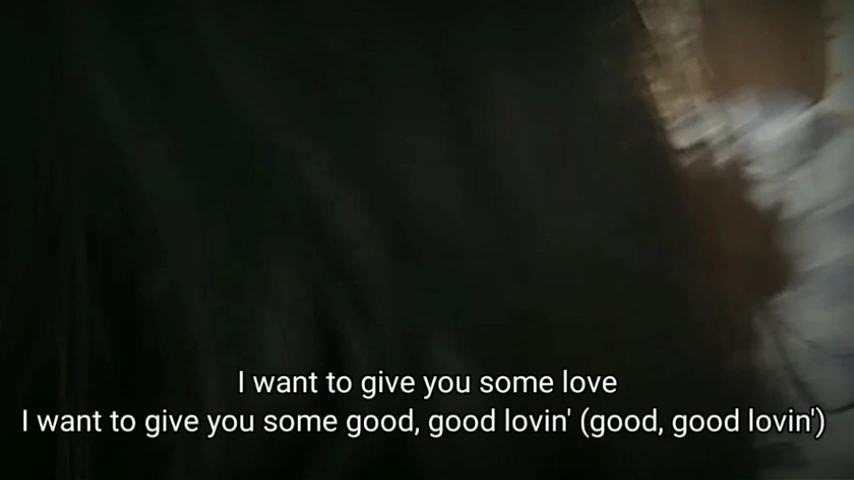 I want to give you some love
I want to give you some good, good lovin' (good, good lovin')